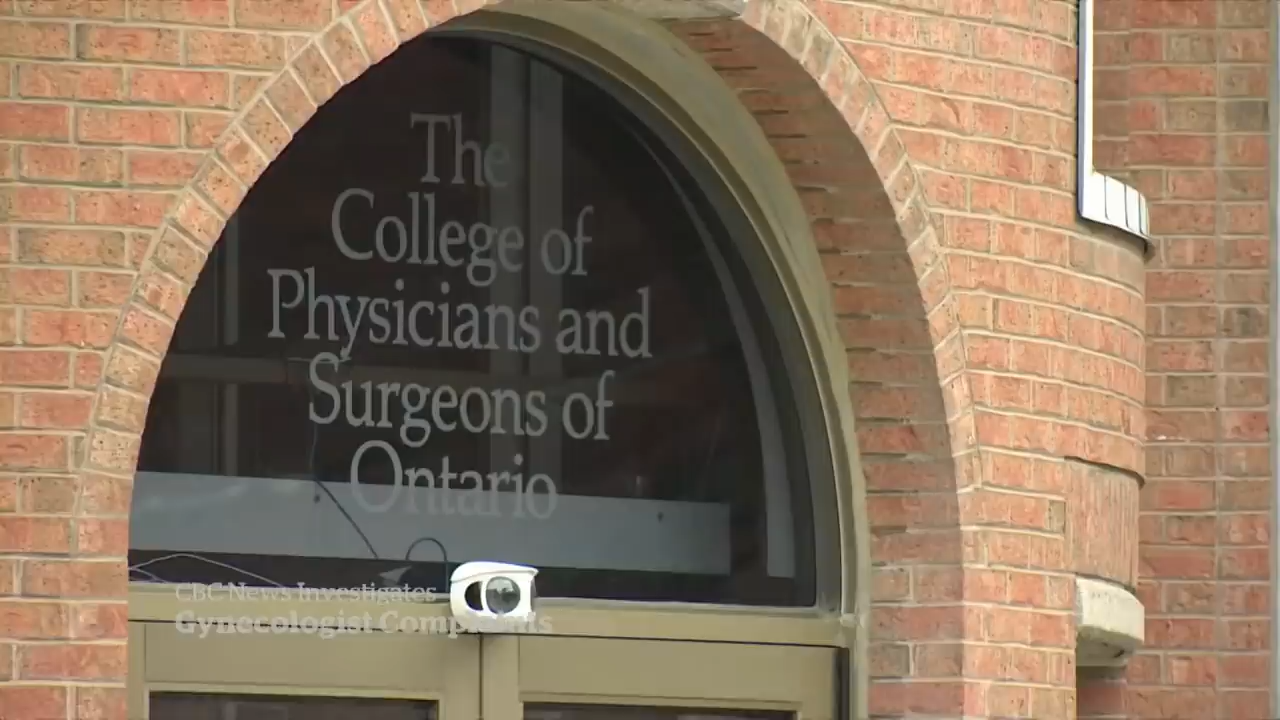 The
College of
Physicians and
Surgeons of
Ontario
CBC News Investigates
Gynecologist Complaints